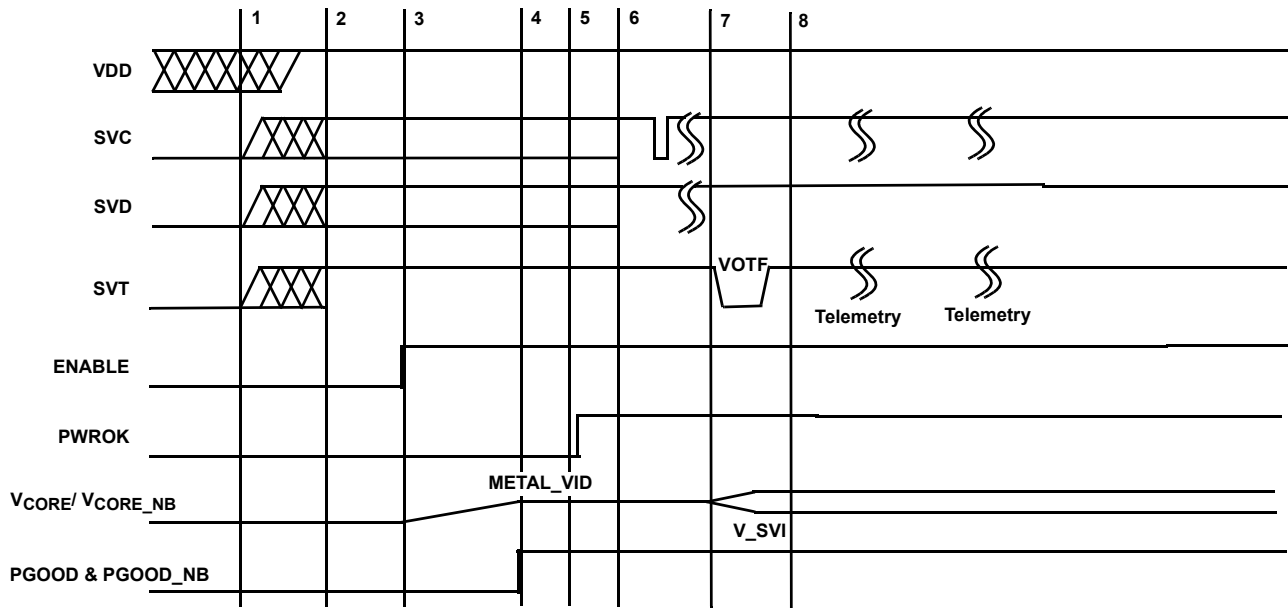 1 2 3 4 5 6 7 8
VDD
SVC
SVD
VOTF
SVT
Telemetry Telemetry
ENABLE
PWROK
METAL_VID
VCORE/ VCORE_NB
V_SVI
PGOOD & PGOOD_NB